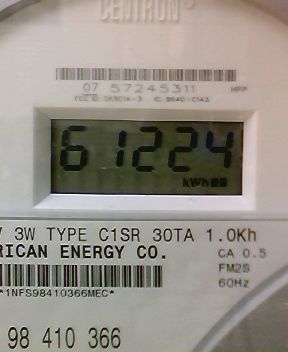 CENTRON®
07 57245311 HPP
61224
kWh
V 3W TYPE C1SR 30TA 1.0Kh
RICAN ENERGY CO. CA 0.5
FM2S
60Hz
*1NFS98410366MEC*
98 410 366